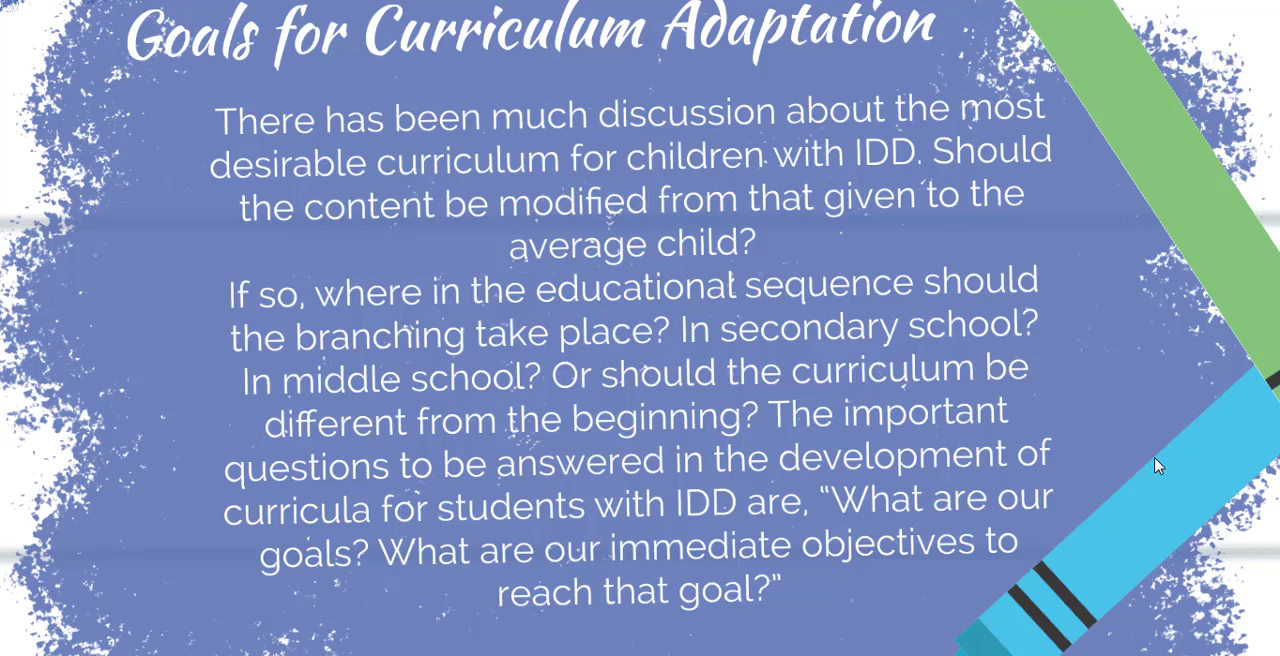 Goals for Curriculum Adaptation
There has been much discussion about the most
desirable curriculum for children with IDD. Should
the content be modified from that given to the
average child?
If so, where in the educational sequence should
the branching take place? In secondary school?
In middle school? Or should the curriculum be
different from the beginning? The important
questions to be answered in the development of
curricula for students with IDD are, “What are our
goals? What are our immediate objectives to
reach that goal?”